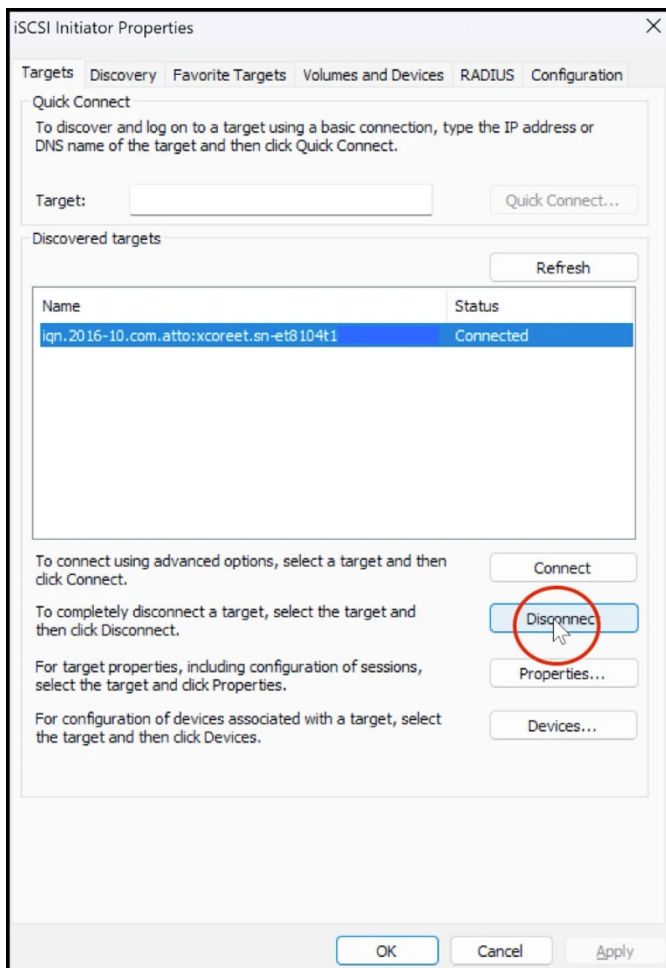 iSCSI Initiator Properties
Targets Discovery Favorite Targets Volumes and Devices RADIUS Configuration
Quick Connect
To discover and log on to a target using a basic connection, type the IP address or
DNS name of the target and then click Quick Connect.
Target:
Quick Connect...
Discovered targets
Refresh
Name Status
iqn.2016-10.com.atto:xcoreet.sn-et8104t1 Connected
To connect using advanced options, select a target and then
click Connect.
Connect
To completely disconnect a target, select the target and
then click Disconnect.
Disconnect
For target properties, including configuration of sessions,
select the target and click Properties.
Properties...
For configuration of devices associated with a target, select
the target and then click Devices.
Devices...
OK Cancel Apply